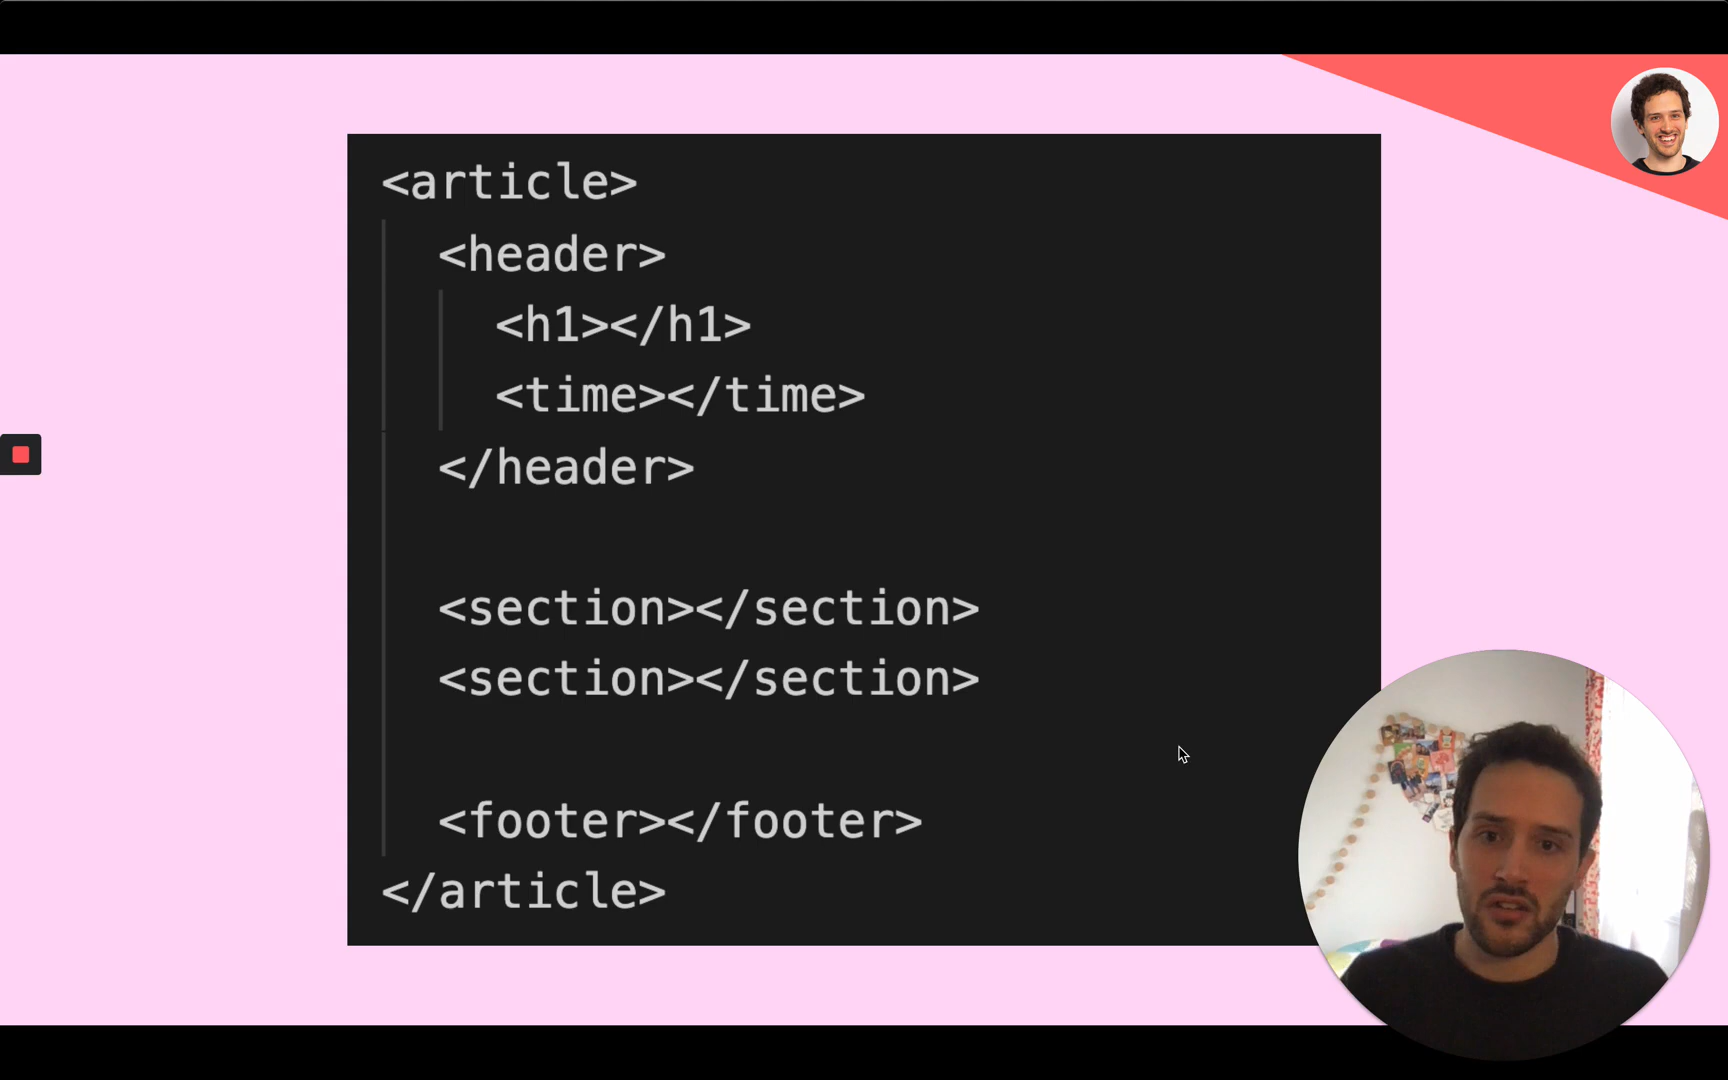 <article>
<header>
<h1></h1>
<time></time>
</header>
<section></section>
<section></section>
<footer></footer>
</article>